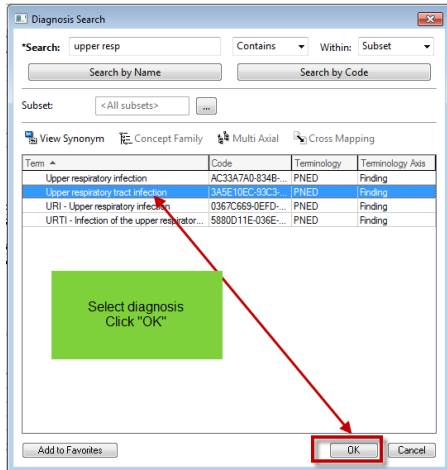 Diagnosis Search
*Search: upper resp Contains Within: Subset
Search by Name Search by Code
Subset: <All subsets> ...
View Synonym Concept Family Multi Axial Cross Mapping
Term Code Terminology Terminology Axis
Upper respiratory infection AC33A7A0-834B-... PNED Finding
Upper respiratory tract infection 3A5E10EC-93C3-... PNED Finding
URI - Upper respiratory infection 0367C669-0EFD-... PNED Finding
URTI - Infection of the upper respirator... 5880D11E-036E-... PNED Finding
Select diagnosis
Click "OK"
Add to Favorites OK Cancel